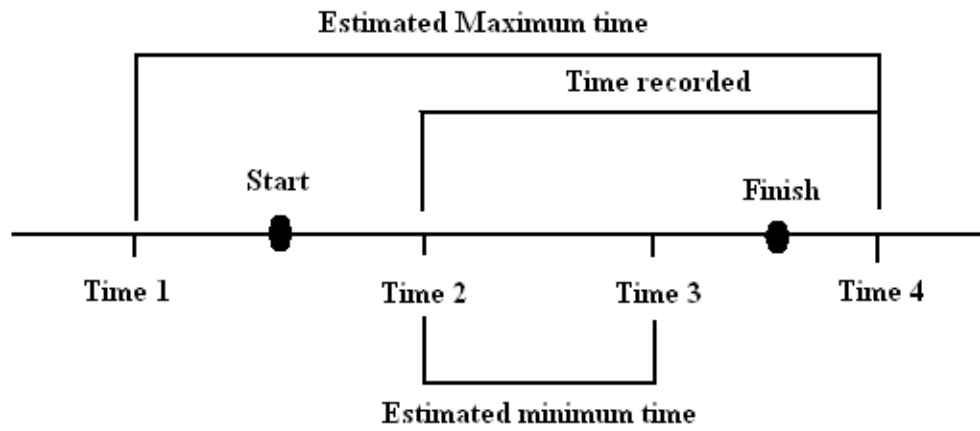 Estimated Maximum time
Time recorded
Start
Finish
Time 1
Time 2
Time 3
Time 4
Estimated minimum time